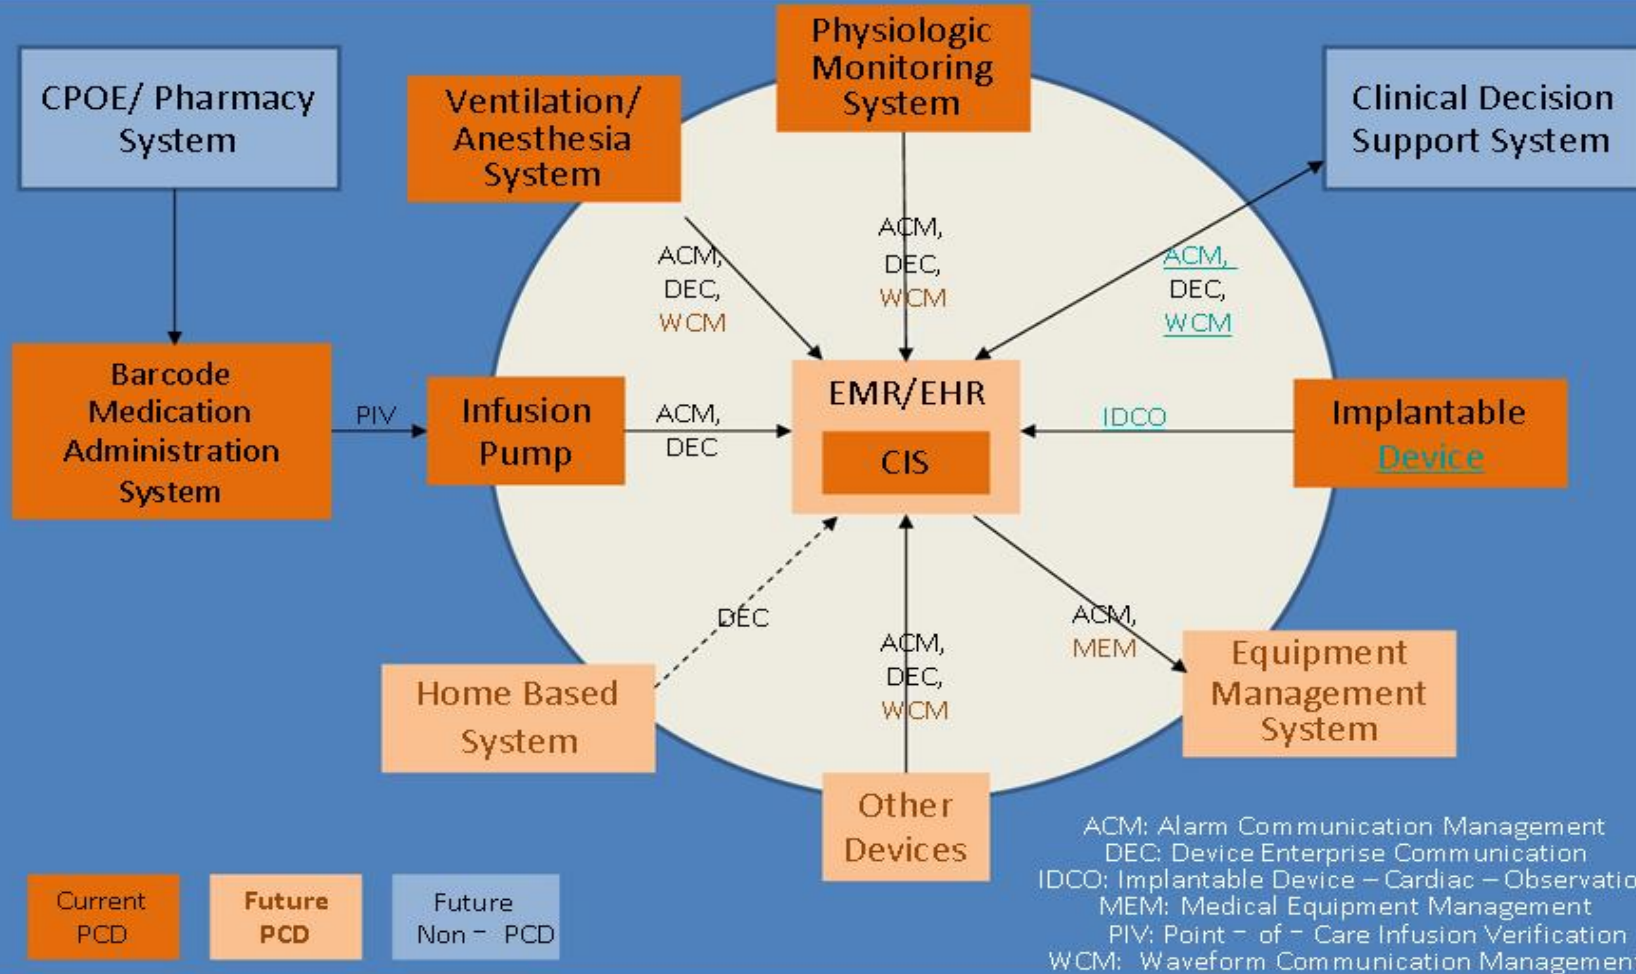 Physiologic
Monitoring
System
CPOE/ Pharmacy
System
Ventilation/
Anesthesia
System
Clinical Decision
Support System
ACM,
DEC,
WCM
ACM,
DEC,
WCM
ACM,
DEC,
WCM
Barcode
Medication
Administration
System
PIV
Infusion
Pump
ACM,
DEC
EMR/EHR
CIS
IDCO
Implantable
Device
DEC
ACM,
DEC,
WCM
ACM,
MEM
Home Based
System
Equipment
Management
System
Other
Devices
Current
PCD
Future
PCD
Future
Non – PCD
ACM: Alarm Communication Management
DEC: Device Enterprise Communication
IDCO: Implantable Device – Cardiac – Observatio
MEM: Medical Equipment Management
PIV: Point – of – Care Infusion Verification
WCM: Waveform Communication Management